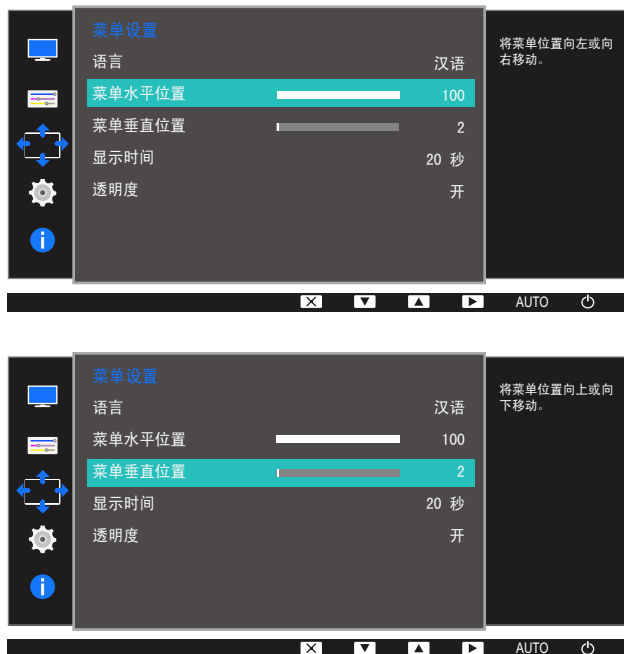 菜单设置
语言 汉语
菜单水平位置 100
菜单垂直位置 2
显示时间 20 秒
透明度 开
将菜单位置向左或向
右移动。
AUTO
菜单设置
语言 汉语
菜单水平位置 100
菜单垂直位置 2
显示时间 20 秒
透明度 开
将菜单位置向上或向
下移动。
AUTO